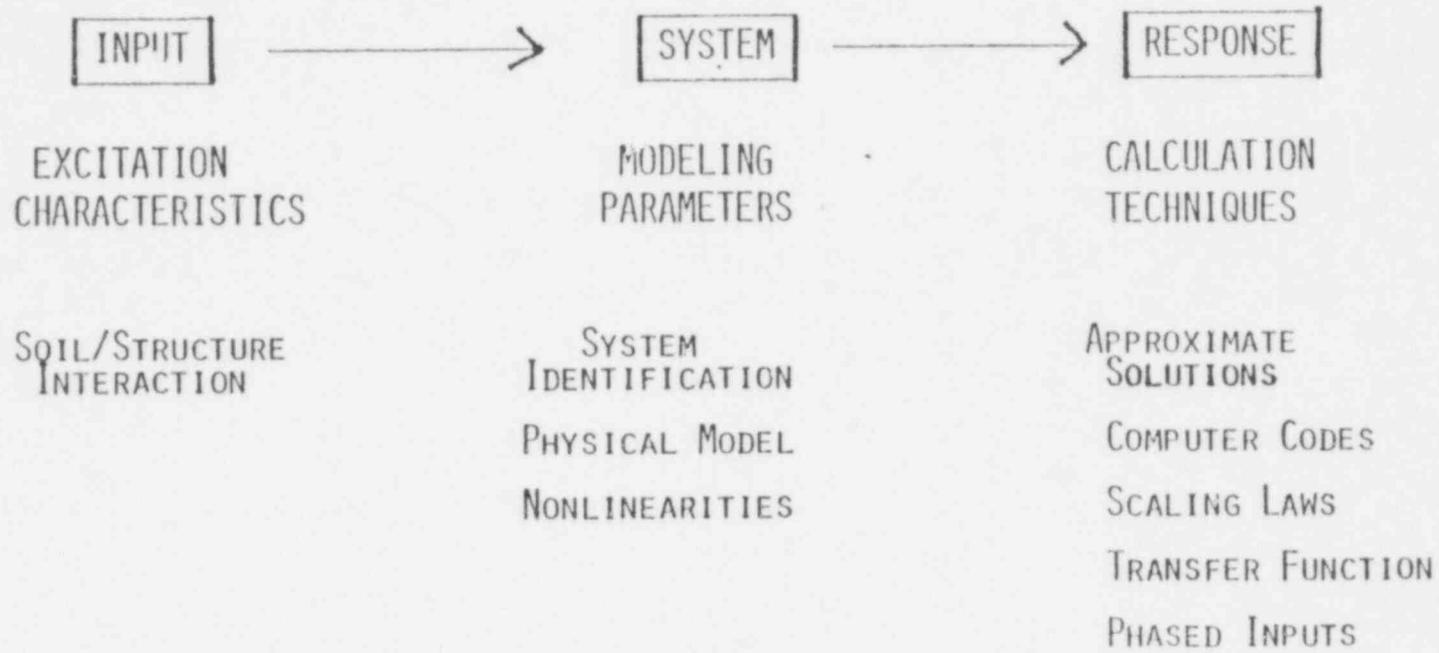 INPUT
SYSTEM
RESPONSE
EXCITATION
CHARACTERISTICS
MODELING
PARAMETERS
CALCULATION
TECHNIQUES
SOIL/STRUCTURE
INTERACTION
SYSTEM
IDENTIFICATION
PHYSICAL MODEL
NONLINEARITIES
APPROXIMATE
SOLUTIONS
COMPUTER CODES
SCALING LAWS
TRANSFER FUNCTION
PHASED INPUTS